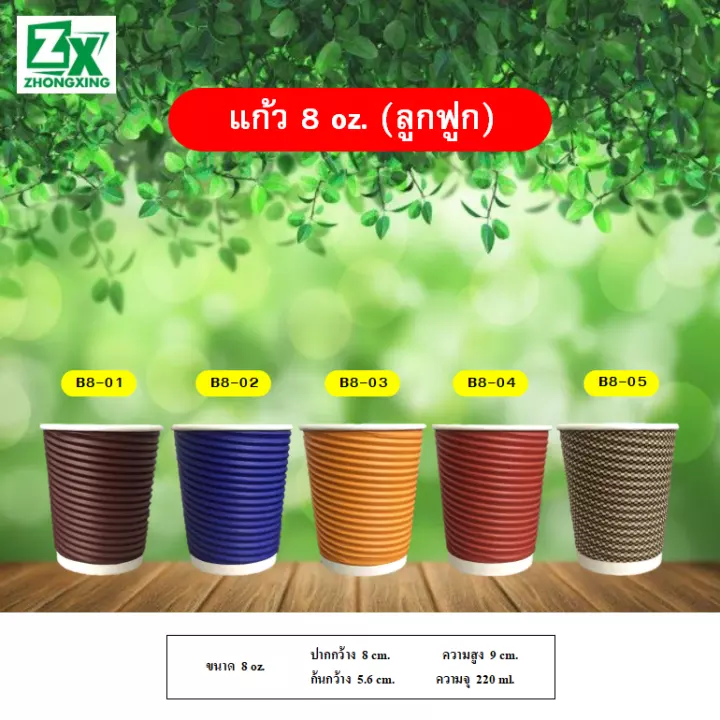 ZX
ZHONGXING
แก้ว 8 oz. (ลูกฟูก)
B8-01 B8-02 B8-03 B8-04 B8-05
ขนาด 8 oz.
ปากกว้าง 8 cm. ความสูง 9 cm.
ก้นกว้าง 5.6 cm. ความจุ 220 ml.